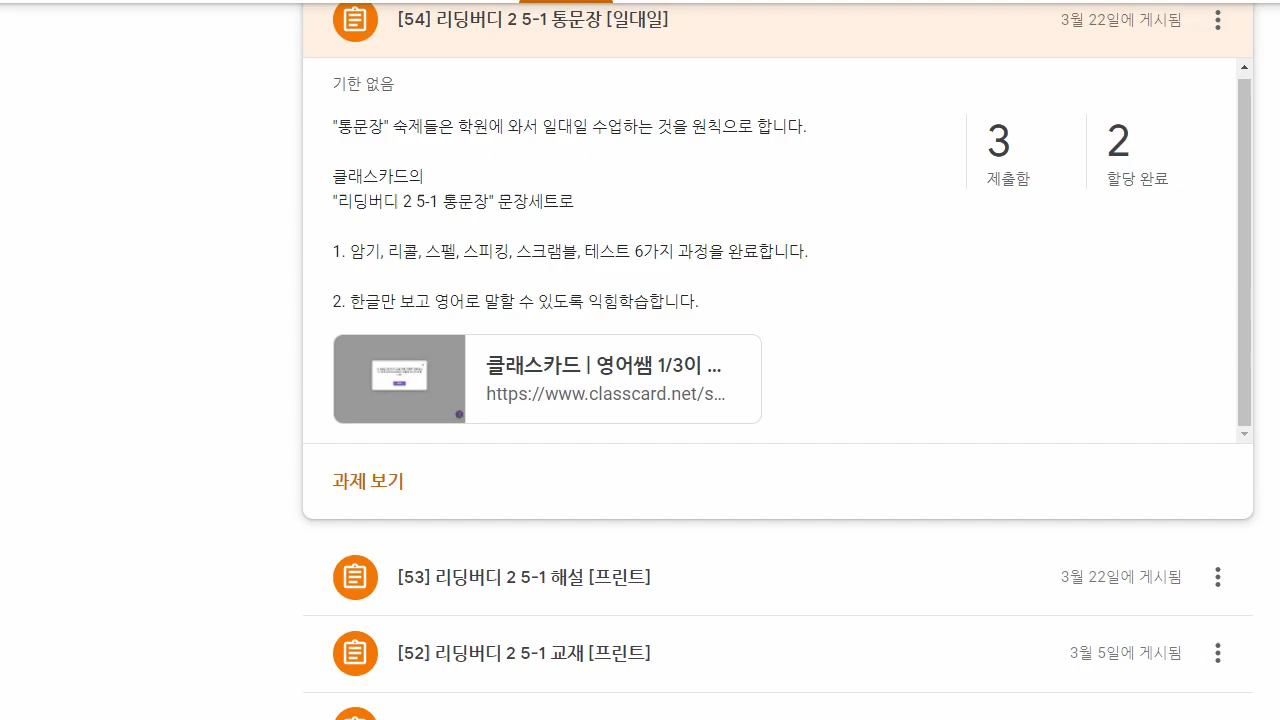 [54] 리딩버디 2 5-1 통문장 [일대일]
3월 22일에 게시됨
기한 없음
"통문장" 숙제들은 학원에 와서 일대일 수업하는 것을 원칙으로 합니다.
3
제출함
2
할당 완료
클래스카드의
"리딩버디 2 5-1 통문장" 문장세트로
1. 암기, 리콜, 스펠, 스피킹, 스크램블, 테스트 6가지 과정을 완료합니다.
2. 한글만 보고 영어로 말할 수 있도록 익힘학습합니다.
클래스카드 | 영어쌤 1/3이 ...
https://www.classcard.net/s...
과제 보기
[53] 리딩버디 2 5-1 해설 [프린트]
3월 22일에 게시됨
[52] 리딩버디 2 5-1 교재 [프린트]
3월 5일에 게시됨